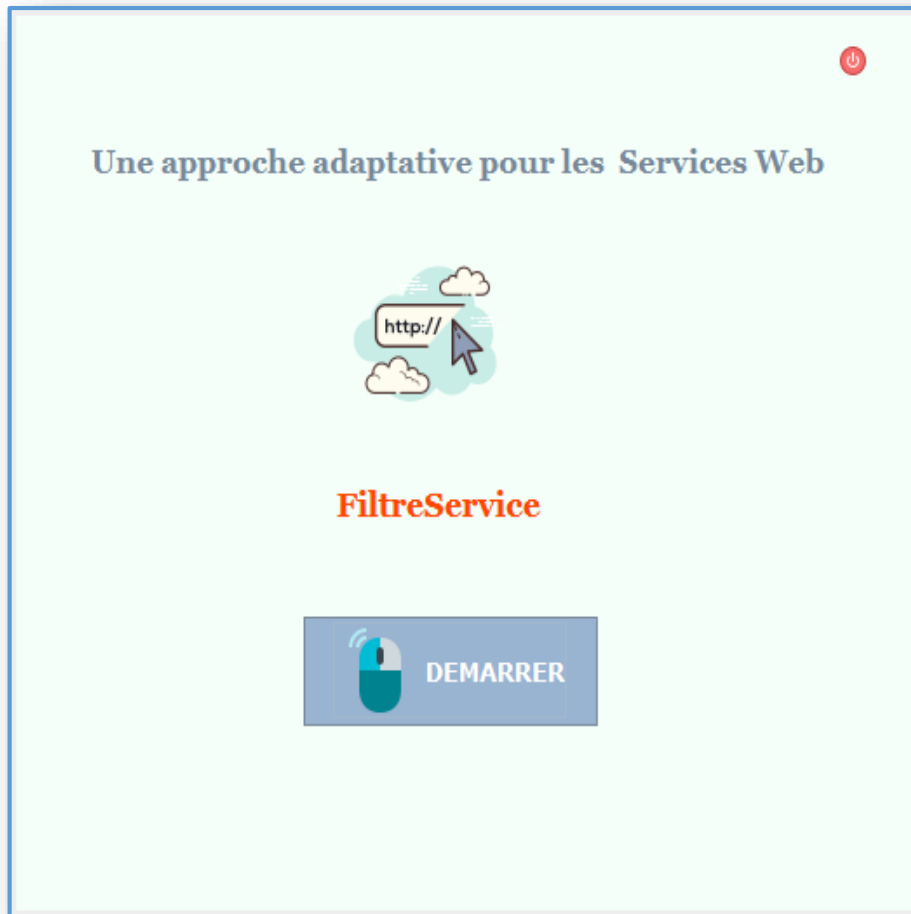 Une approche adaptative pour les Services Web
http://
FiltreService
DEMARRER